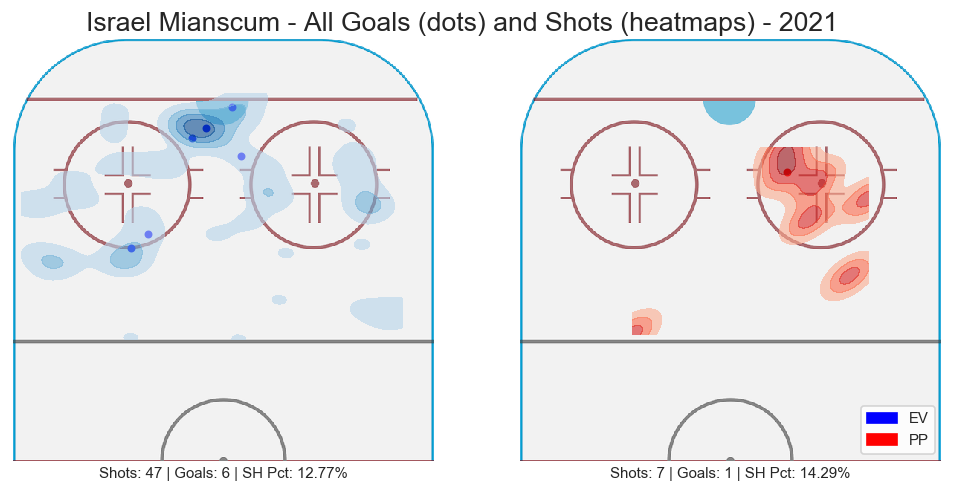 Israel Mianscum - All Goals (dots) and Shots (heatmaps) - 2021
EV
PP
Shots: 47 | Goals: 6 | SH Pct: 12.77%
Shots: 7 | Goals: 1 | SH Pct: 14.29%